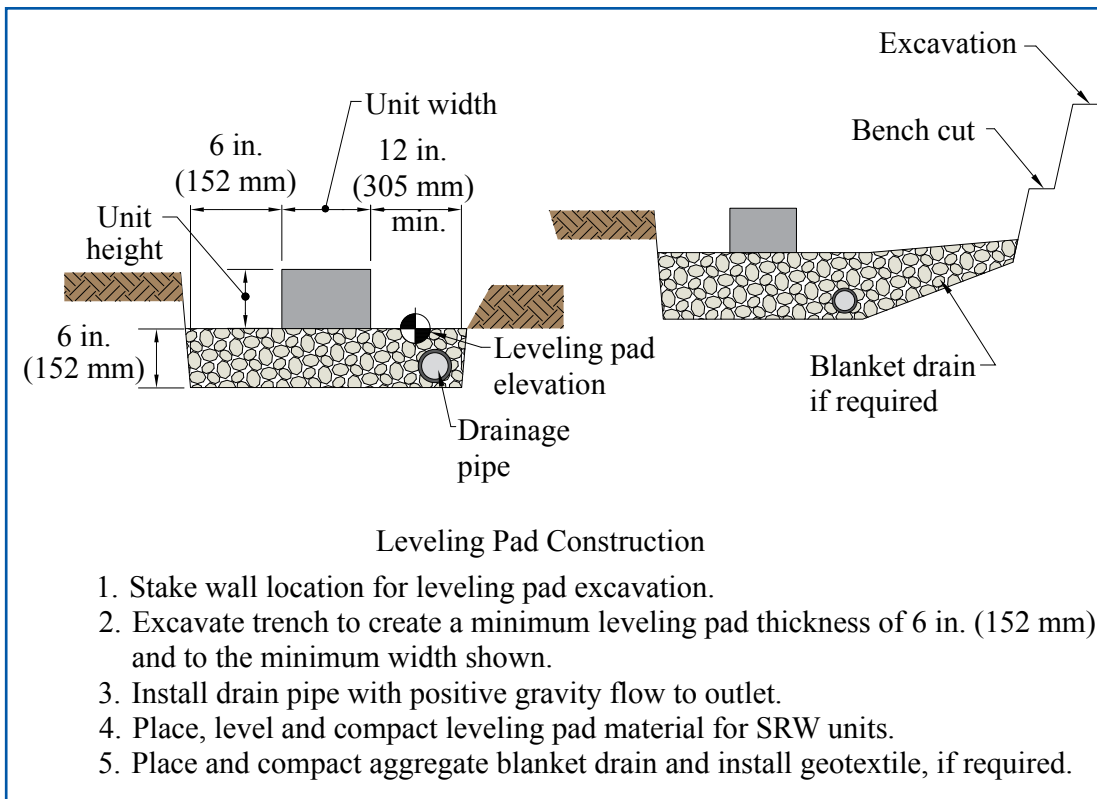 Excavation
Unit width
Bench cut
6 in.
(152 mm)
12 in.
(305 mm)
min.
Unit
height
6 in.
(152 mm)
Leveling pad
elevation
Drainage
pipe
Blanket drain
if required
Leveling Pad Construction
1. Stake wall location for leveling pad excavation.
2. Excavate trench to create a minimum leveling pad thickness of 6 in. (152 mm)
and to the minimum width shown.
3. Install drain pipe with positive gravity flow to outlet.
4. Place, level and compact leveling pad material for SRW units.
5. Place and compact aggregate blanket drain and install geotextile, if required.